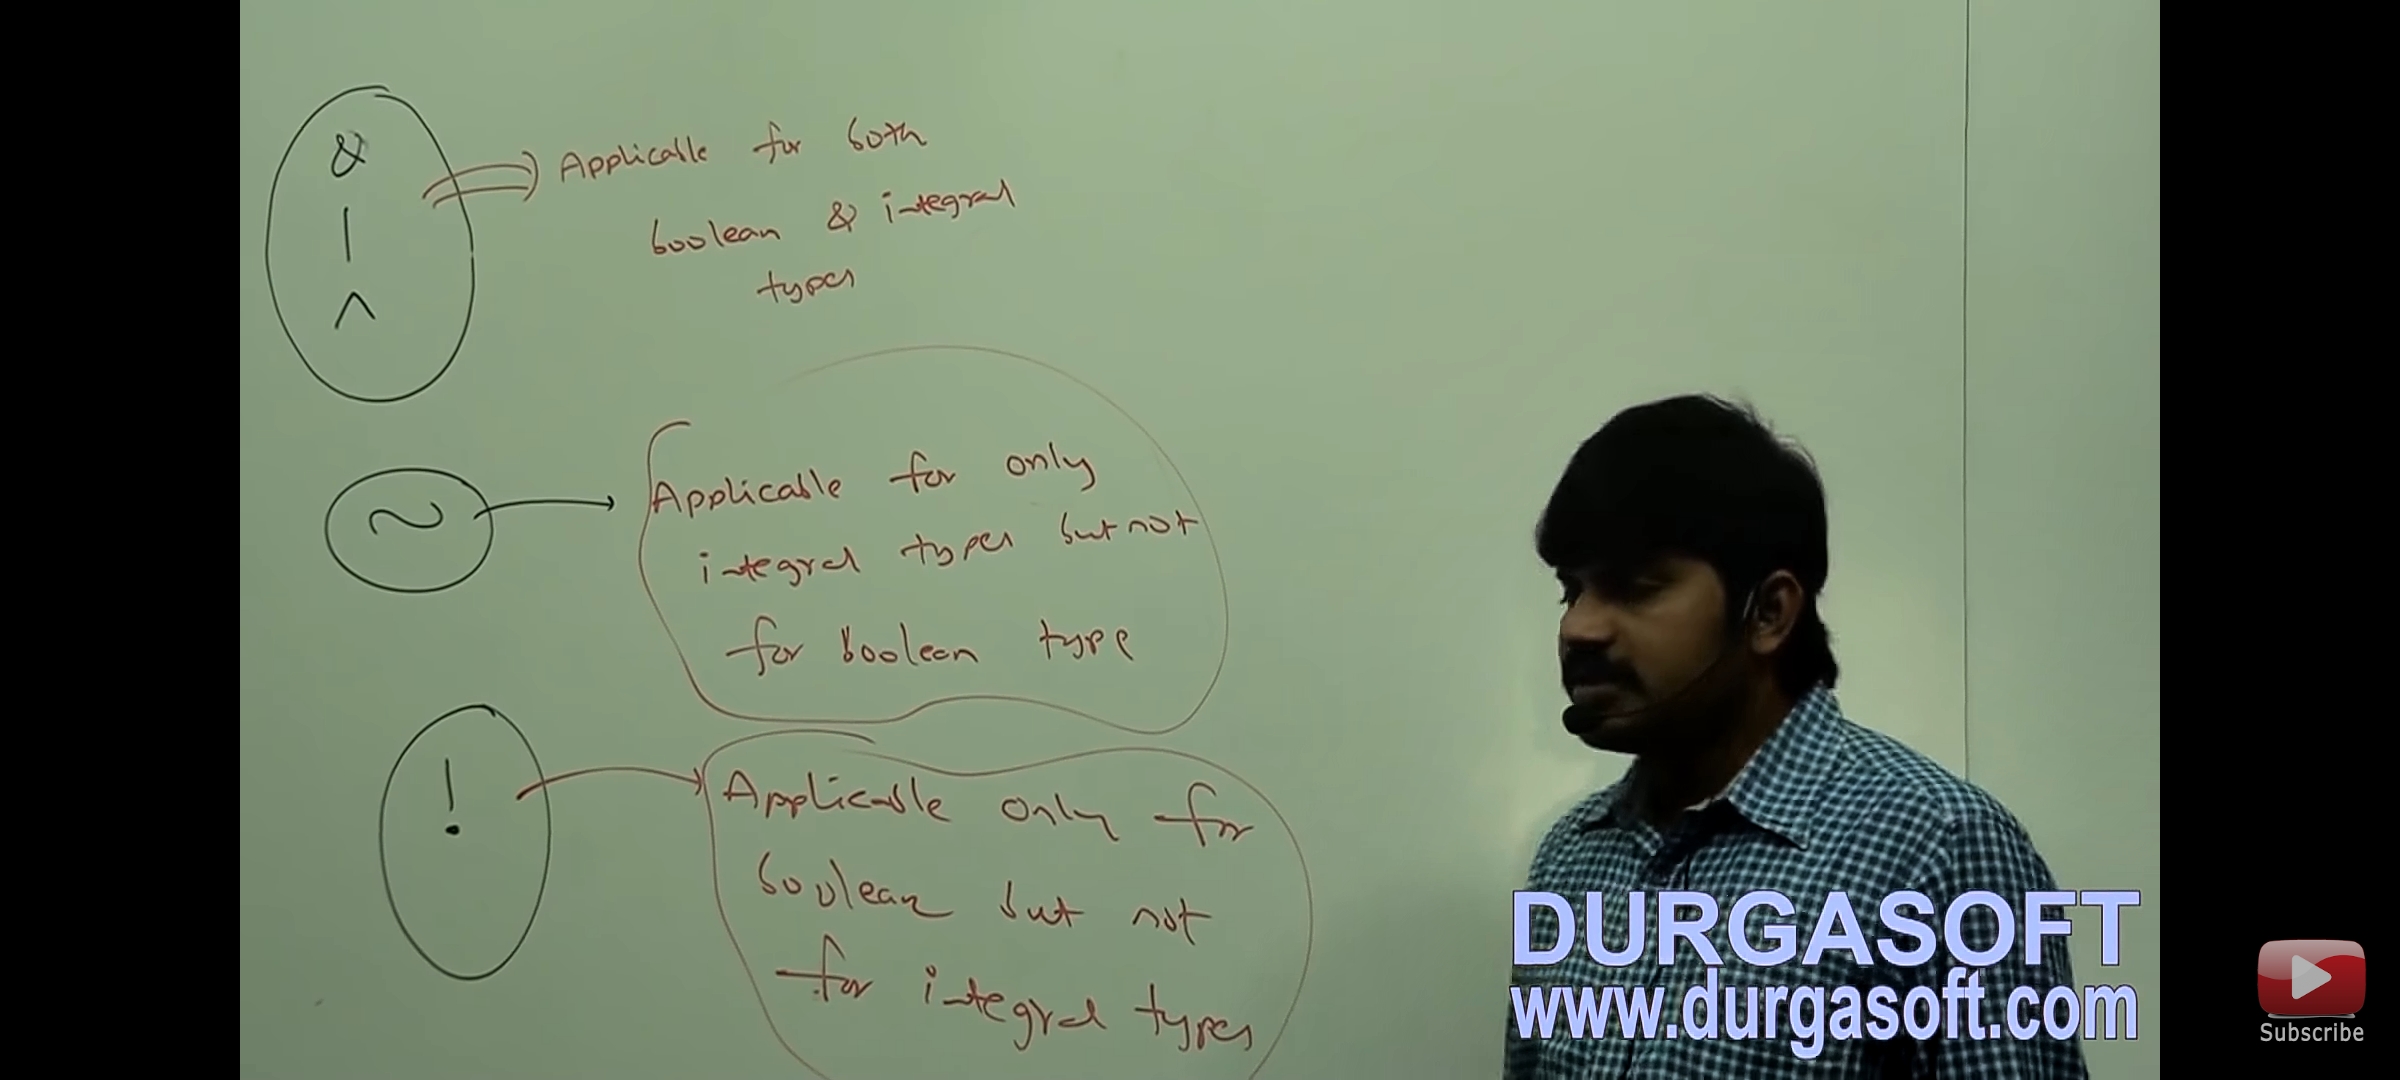 &
|
^
Applicable for both
boolean & integral
types
~
Applicable for only
integral types but not
for boolean type
!
Applicable only for
boolean but not
for integral types
DURGASOFT
www.durgasoft.com
Subscribe